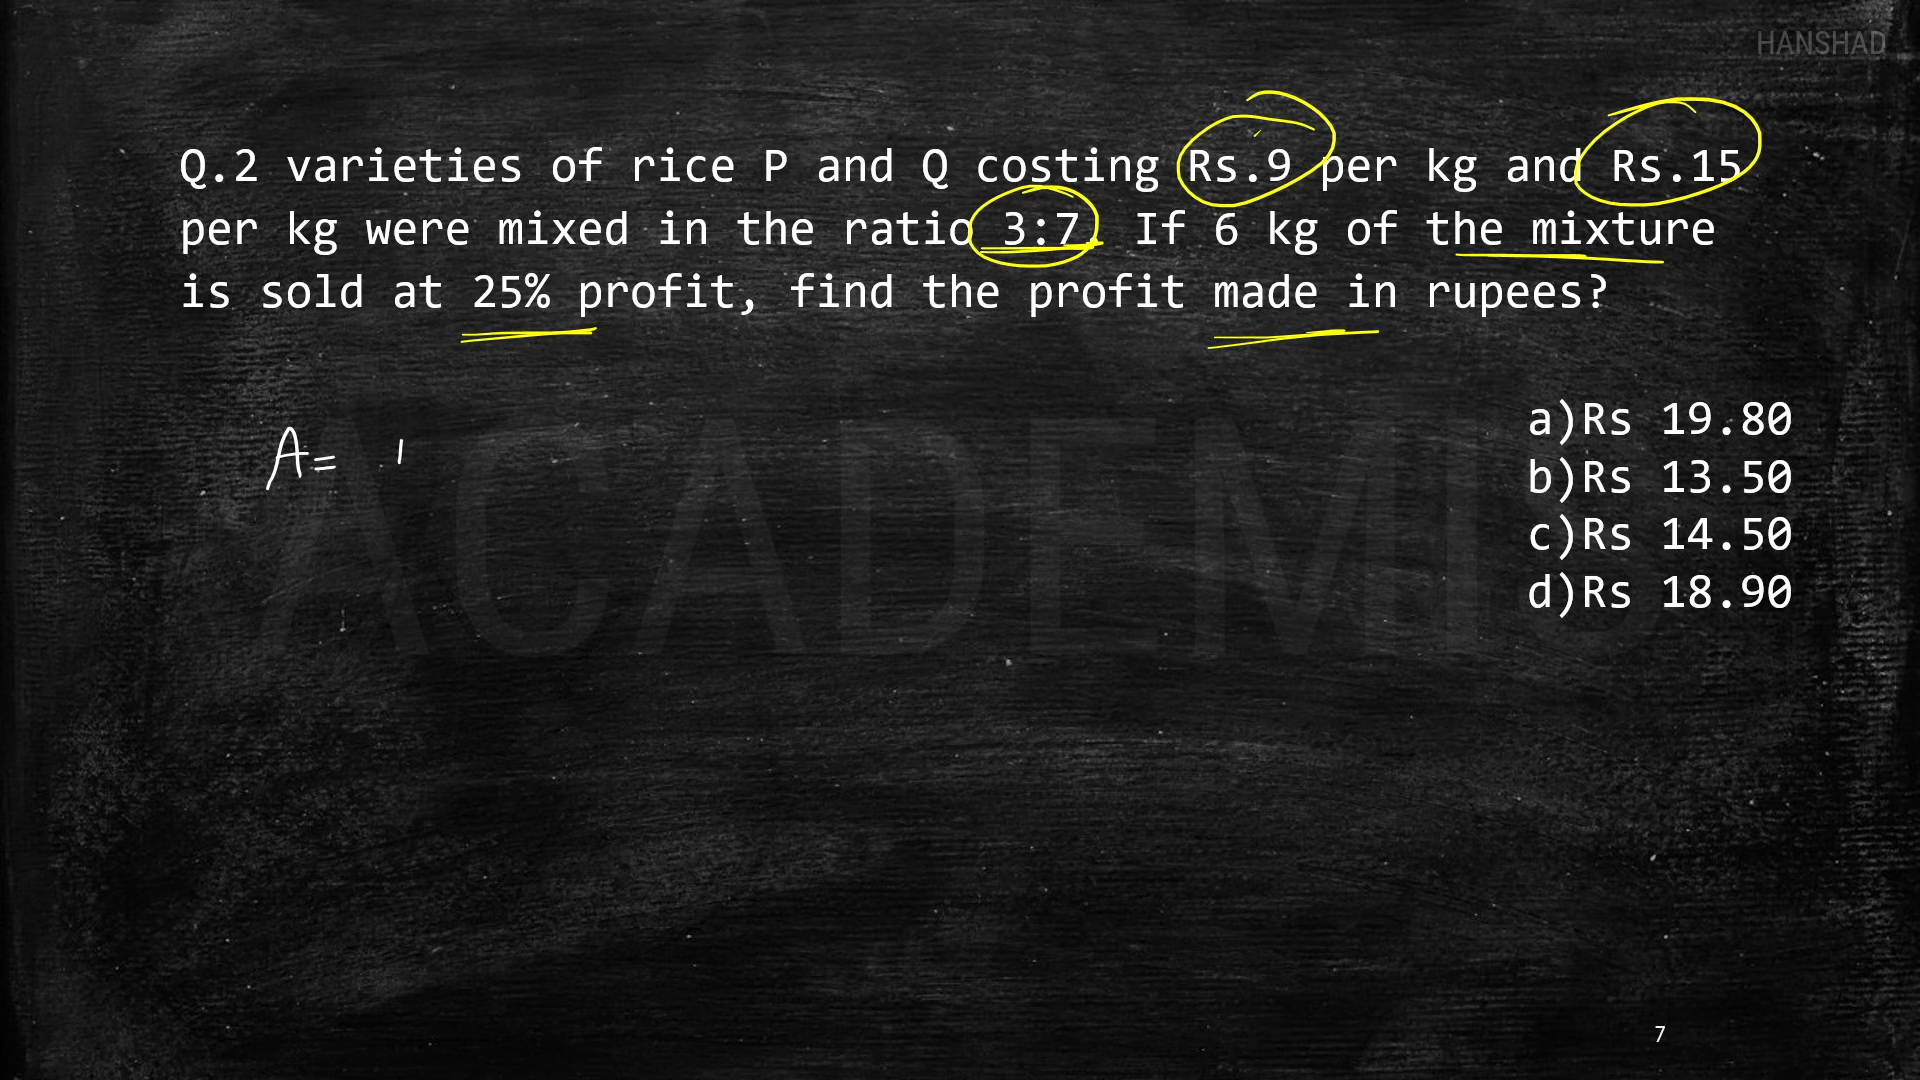 HANSHAD
Q.2 varieties of rice P and Q costing Rs.9 per kg and Rs.15
per kg were mixed in the ratio 3:7. If 6 kg of the mixture
is sold at 25% profit, find the profit made in rupees?
a)Rs 19.80
A= 1
b)Rs 13.50
c)Rs 14.50
d)Rs 18.90
ACADEMIC
7